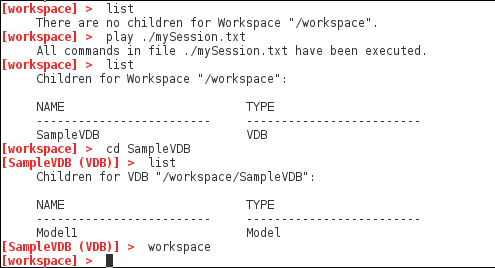 [workspace] > list
There are no children for Workspace "/workspace".
[workspace] > play ./mySession.txt
All commands in file ./mySession.txt have been executed.
[workspace] > list
Children for Workspace "/workspace":
NAME TYPE
------------------------- -------------------------
SampleVDB VDB
[workspace] > cd SampleVDB
[SampleVDB (VDB)] > list
Children for VDB "/workspace/SampleVDB":
NAME TYPE
------------------------- -------------------------
Model1 Model
[SampleVDB (VDB)] > workspace
[workspace] >